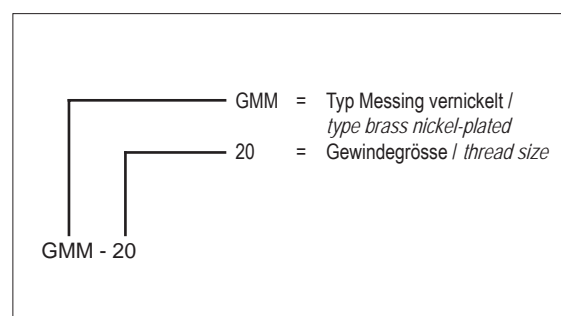 GMM = Typ Messing vernickelt /
type brass nickel-plated
20 = Gewindegrösse / thread size
GMM - 20